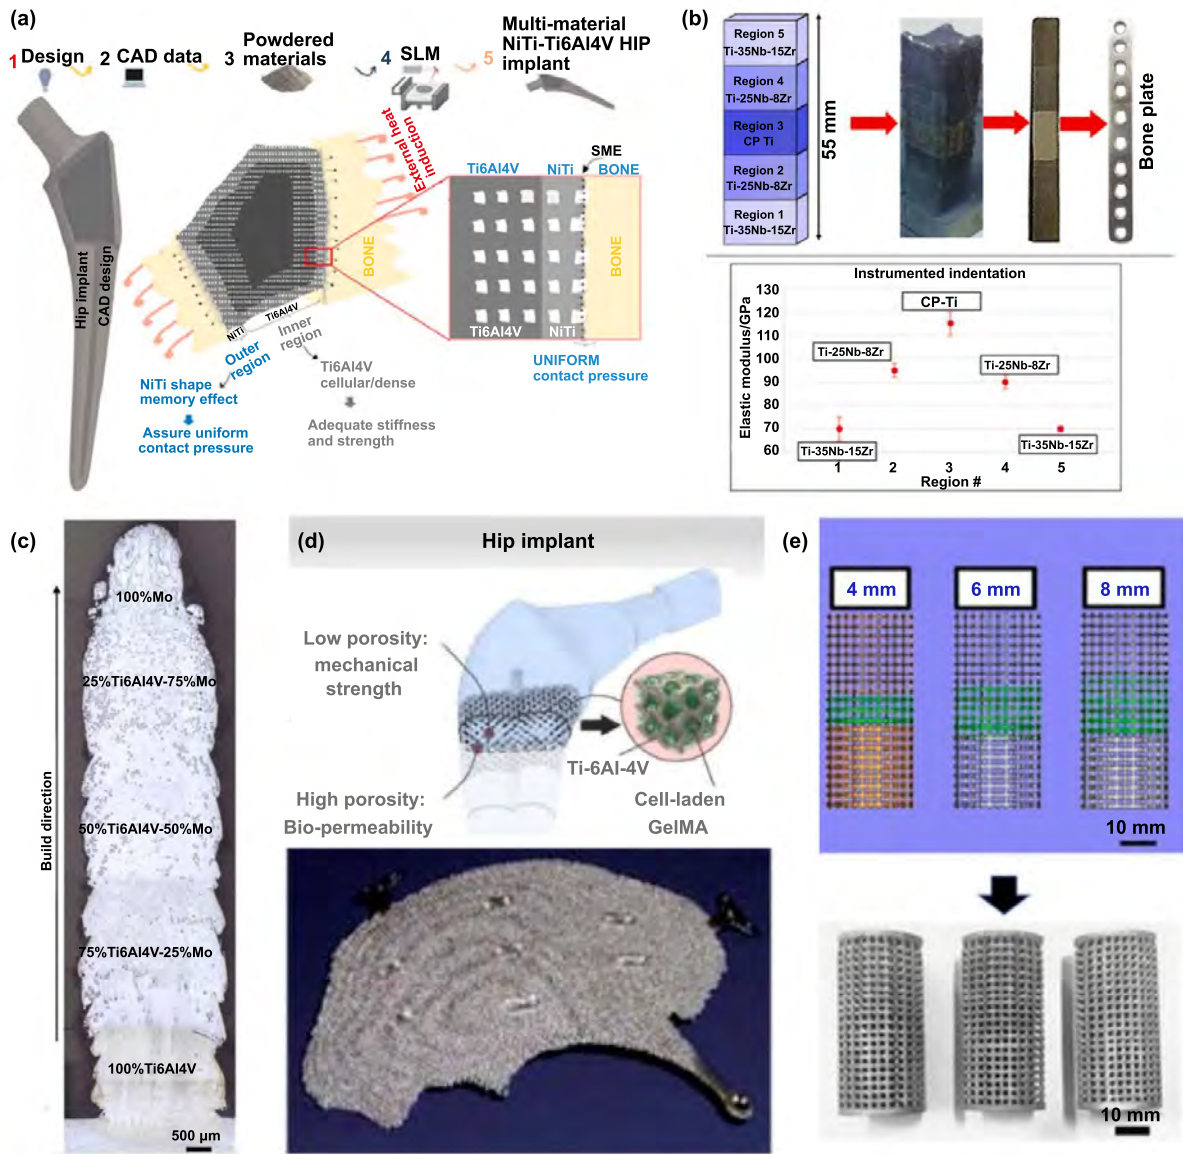 (a)
1 Design
2 CAD data
3 Powdered
materials
4 SLM
5
Multi-material
NiTi-Ti6Al4V HIP
implant
Hip implant
CAD design
External heat
induction heat
BONE
NiTi
Ti6Al4V
Outer
region
Inner
region
NiTi shape
memory effect
Assure uniform
contact pressure
Ti6Al4V
cellular/dense
Adequate stiffness
and strength
SME
Ti6Al4V
NiTi
BONE
BONE
Ti6Al4V
NiTi
UNIFORM
contact pressure
(b)
Region 5
Ti-35Nb-15Zr
Region 4
Ti-25Nb-8Zr
Region 3
CP Ti
Region 2
Ti-25Nb-8Zr
Region 1
Ti-35Nb-15Zr
55 mm
Bone plate
Instrumented indentation
Elastic modulus/GPa
130
120
110
100
90
80
70
60
CP-Ti
Ti-25Nb-8Zr
Ti-25Nb-8Zr
Ti-35Nb-15Zr
Ti-35Nb-15Zr
1
2
3
4
5
Region #
(c)
Build direction
100%Mo
25%Ti6Al4V-75%Mo
50%Ti6Al4V-50%Mo
75%Ti6Al4V-25%Mo
100%Ti6Al4V
500 μm
(d)
Hip implant
Low porosity:
mechanical
strength
Ti-6Al-4V
High porosity:
Bio-permeability
Cell-laden
GelMA
(e)
4 mm
6 mm
8 mm
10 mm
10 mm